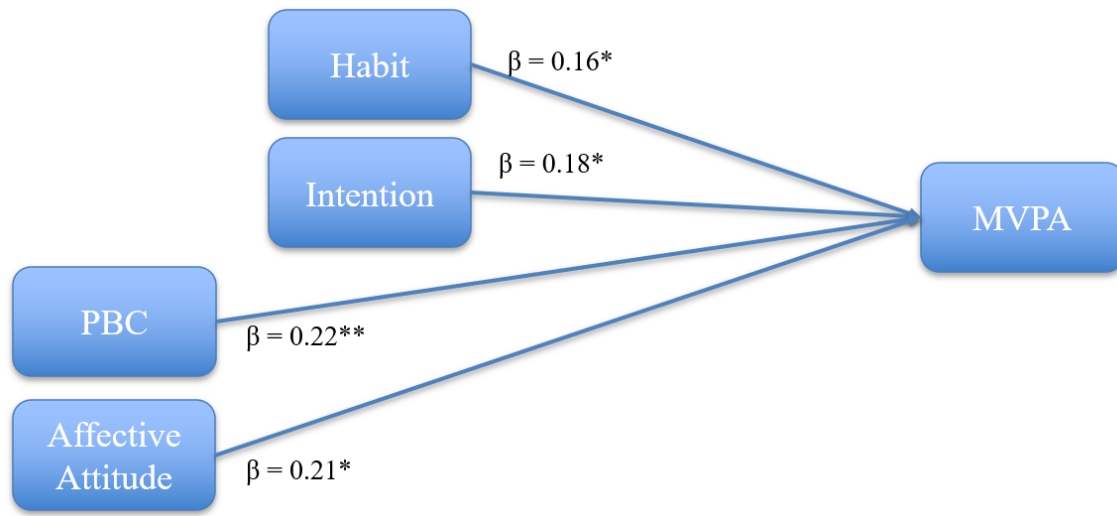 Habit
β = 0.16*
Intention
β = 0.18*
MVPA
PBC
β = 0.22**
Affective
Attitude
β = 0.21*